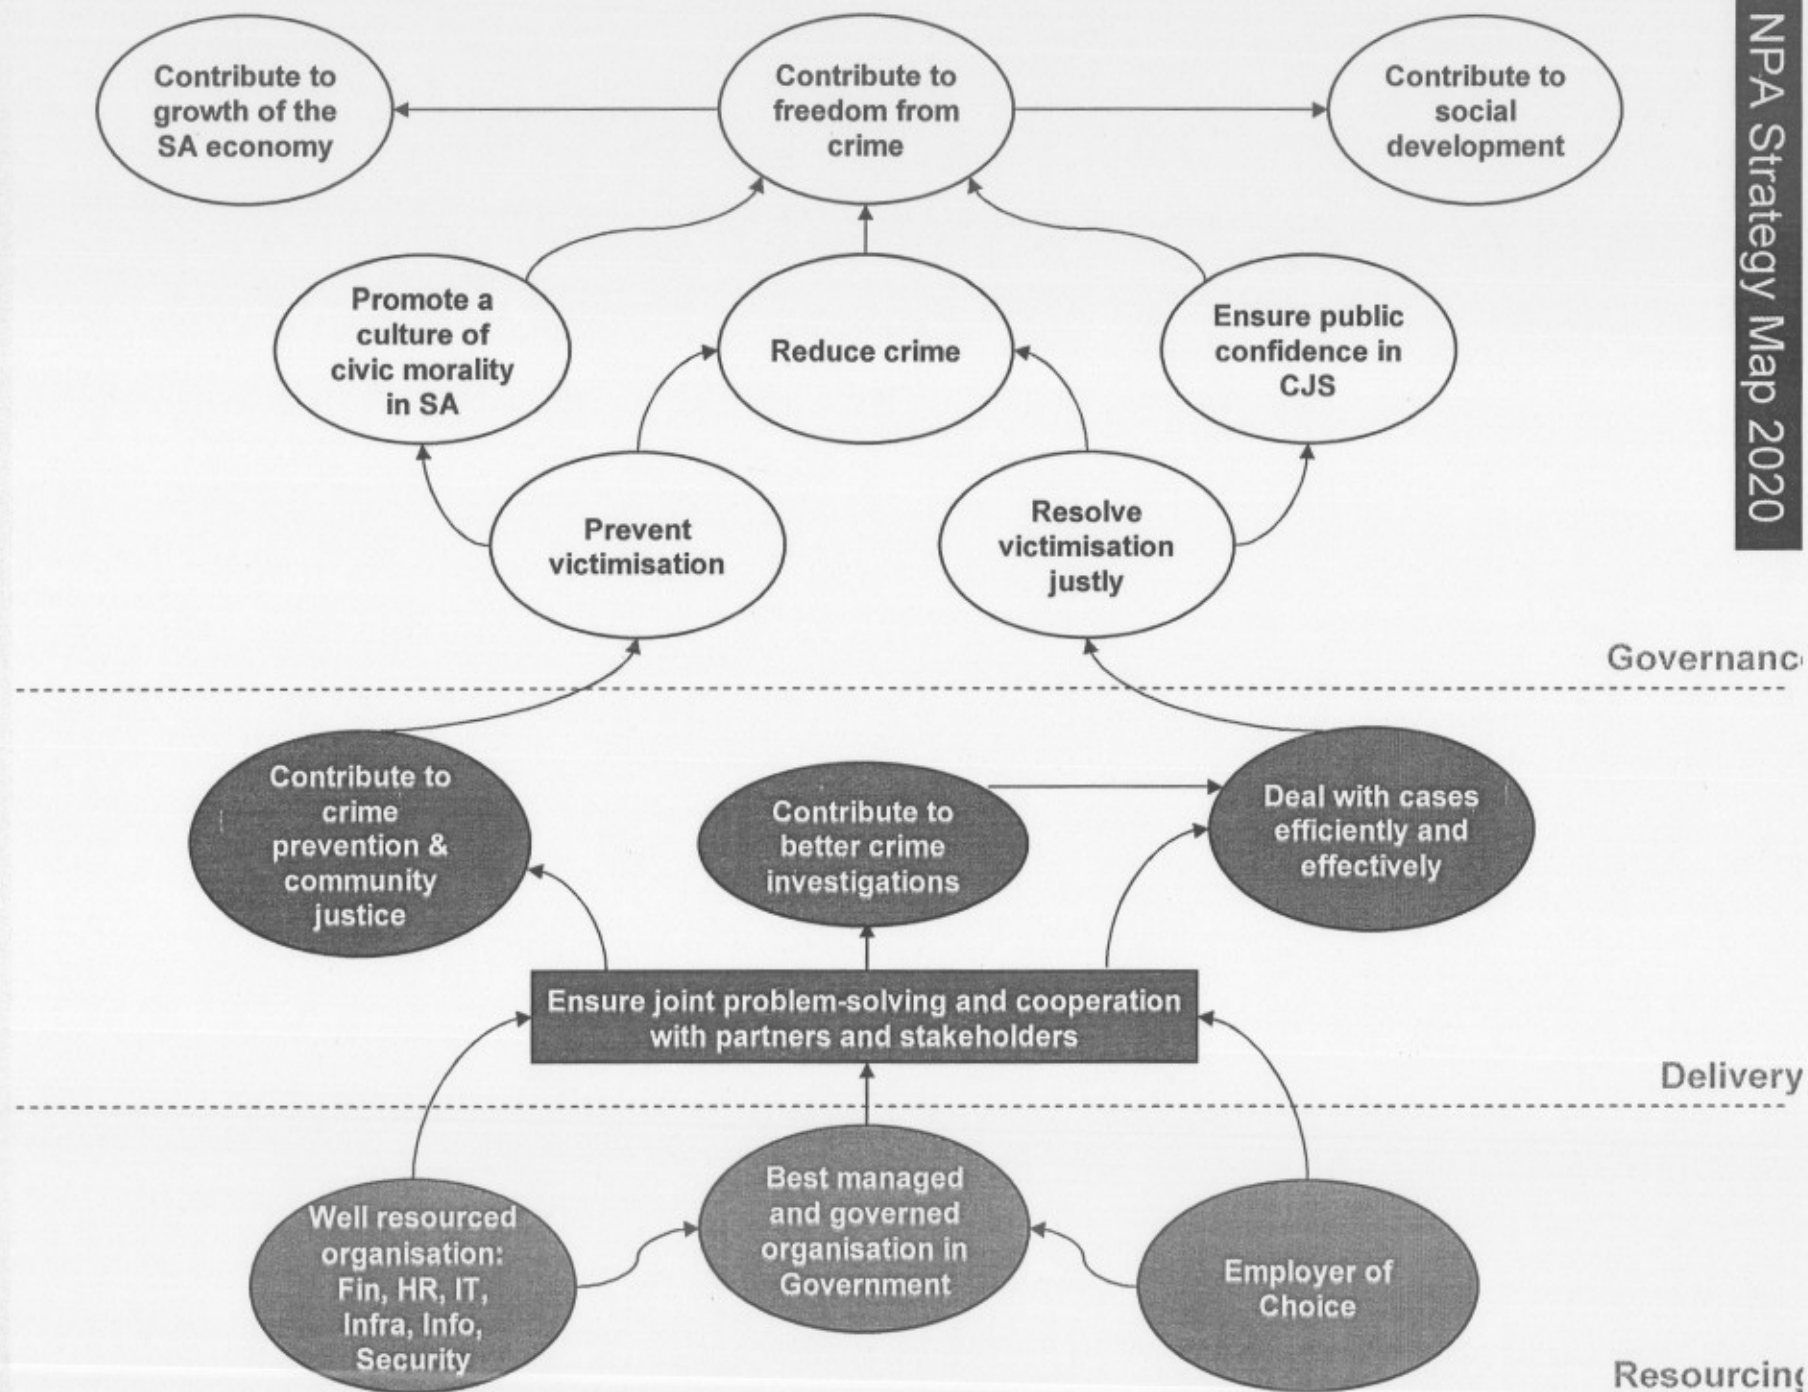 NPA Strategy Map 2020
Contribute to
growth of the
SA economy
Contribute to
freedom from
crime
Contribute to
social
development
Promote a
culture of
civic morality
in SA
Reduce crime
Ensure public
confidence in
CJS
Prevent
victimisation
Resolve
victimisation
justly
Governanc
Contribute to
crime
prevention &
community
justice
Contribute to
better crime
investigations
Deal with cases
efficiently and
effectively
Ensure joint problem-solving and cooperation
with partners and stakeholders
Delivery
Well resourced
organisation:
Fin, HR, IT,
Infra, Info,
Security
Best managed
and governed
organisation in
Government
Employer of
Choice
Resourcin